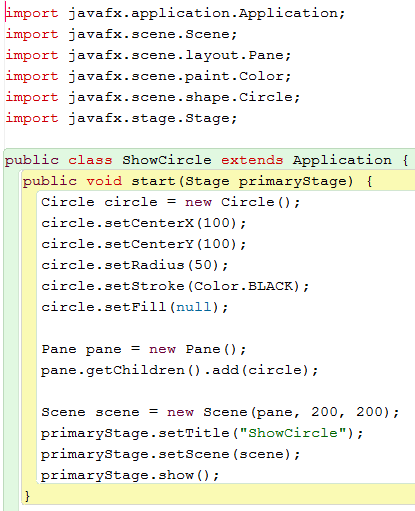 import javafx.application.Application;
import javafx.scene.Scene;
import javafx.scene.layout.Pane;
import javafx.scene.paint.Color;
import javafx.scene.shape.Circle;
import javafx.stage.Stage;

public class ShowCircle extends Application {
  public void start(Stage primaryStage) {
    Circle circle = new Circle();
    circle.setCenterX(100);
    circle.setCenterY(100);
    circle.setRadius(50);
    circle.setStroke(Color.BLACK);
    circle.setFill(null);

    Pane pane = new Pane();
    pane.getChildren().add(circle);

    Scene scene = new Scene(pane, 200, 200);
    primaryStage.setTitle("ShowCircle");
    primaryStage.setScene(scene);
    primaryStage.show();
  }